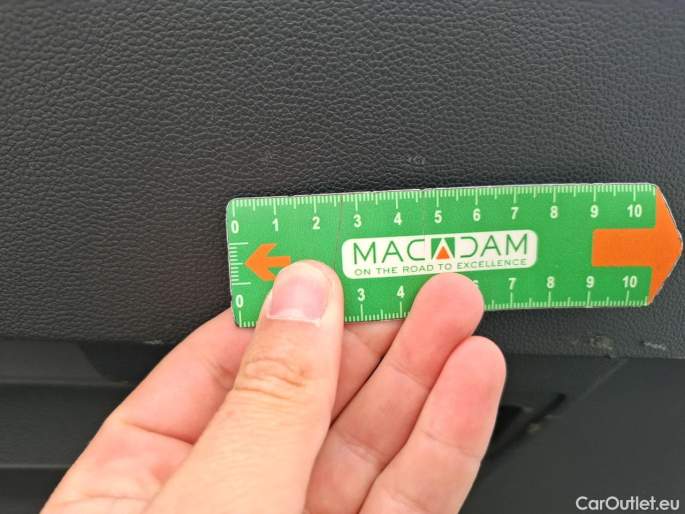 0 1 2 3 4 5 6 7 8 9 10
MACADAM
ON THE ROAD TO EXCELLENCE
0 3 4 6 7 8 9 10
CarOutlet.eu